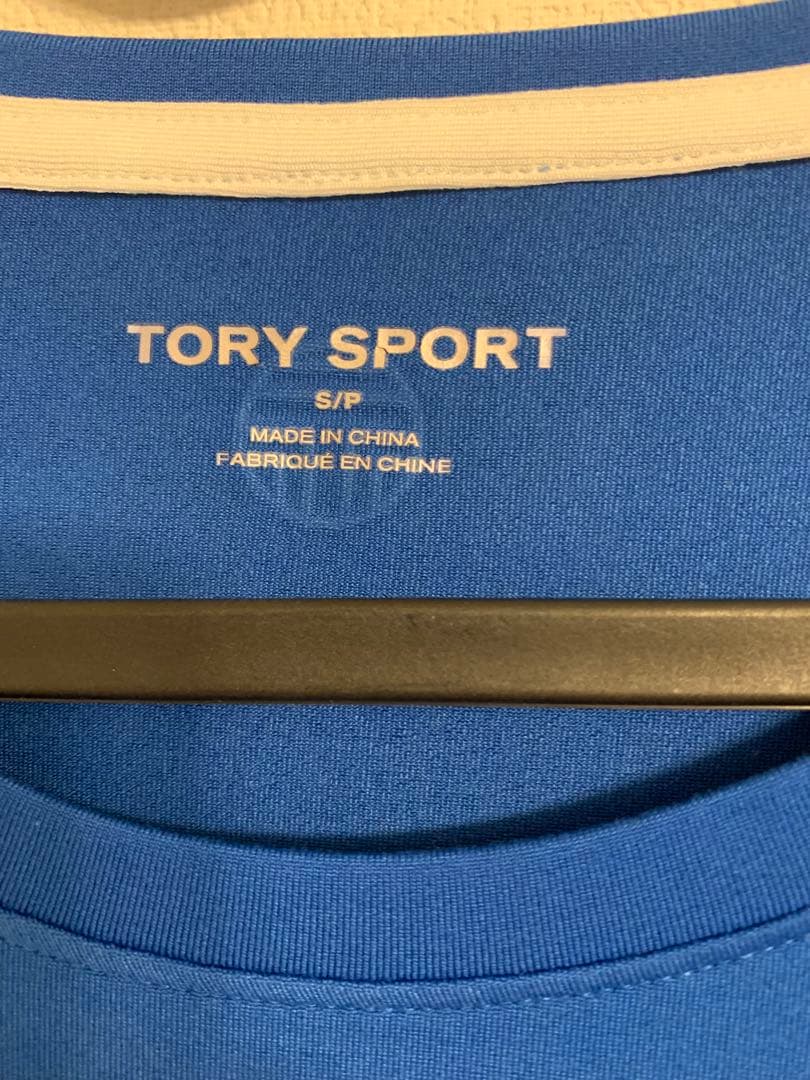 TORY SPORT
S/P
MADE IN CHINA
FABRIQUÉ EN CHINE